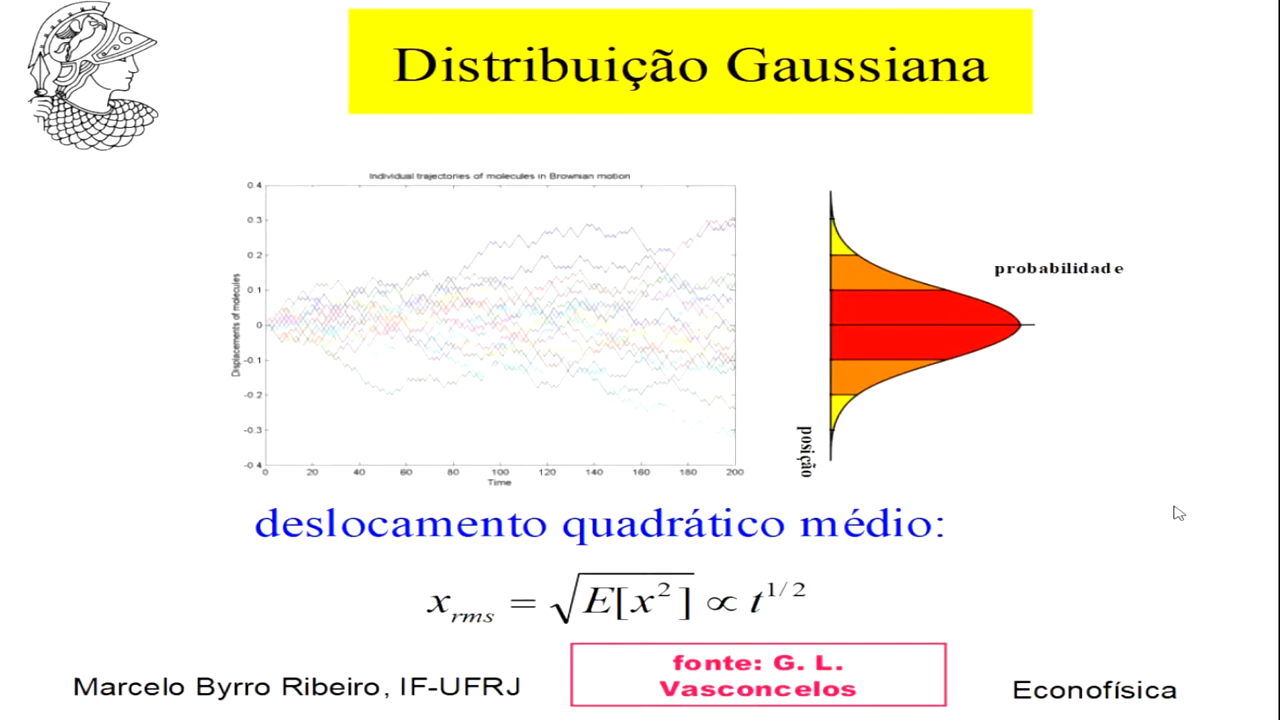 Distribuição Gaussiana
Individual trajectories of molecules in Brownian motion
Displacements of molecules
0.4
0.3
0.2
0.1
0
-0.1
-0.2
-0.3
-0.4
0 20 40 60 80 100 120 140 160 180 200
Time
probabilidade
posição
deslocamento quadrático médio:
x_rms = √E[x²] ∝ t^1/2
fonte: G. L.
Vasconcelos
Marcelo Byrro Ribeiro, IF-UFRJ
Econofísica